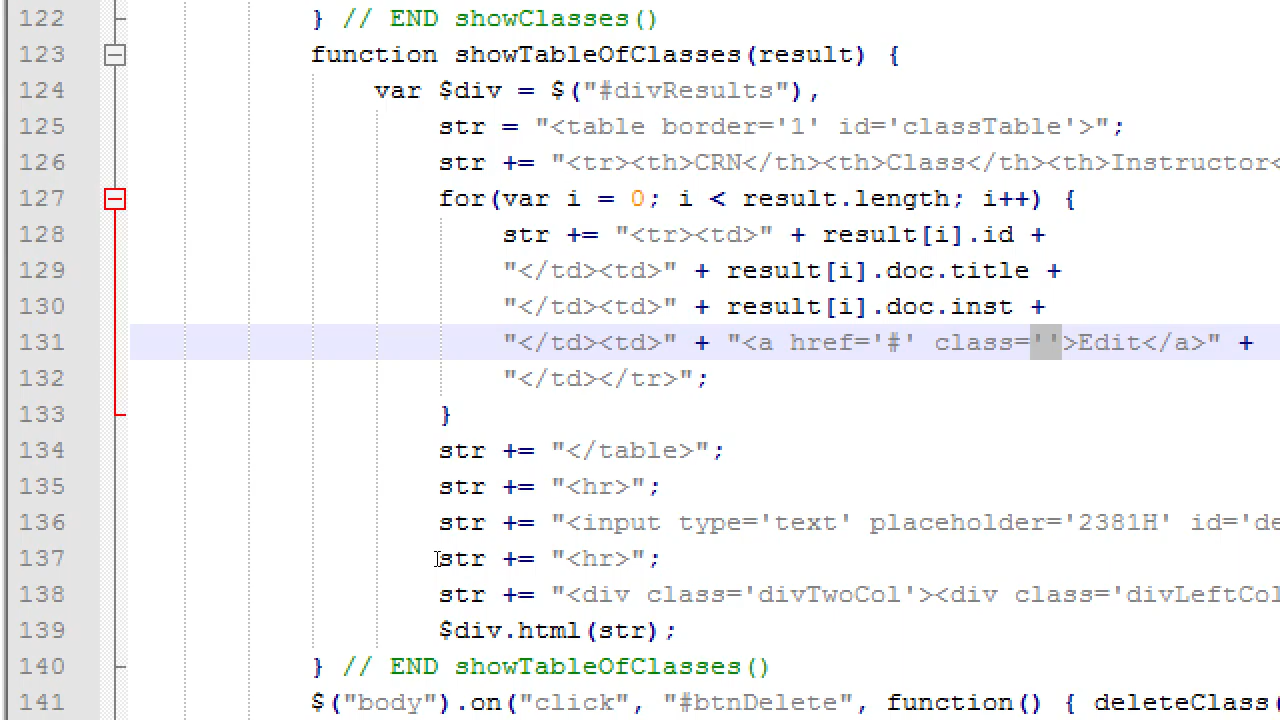 122 } // END showClasses()
123 function showTableOfClasses(result) {
124 var $div = $("#divResults"),
125 str = "<table border='1' id='classTable'>";
126 str += "<tr><th>CRN</th><th>Class</th><th>Instructor<
127 for(var i = 0; i < result.length; i++) {
128 str += "<tr><td>" + result[i].id +
129 "</td><td>" + result[i].doc.title +
130 "</td><td>" + result[i].doc.inst +
131 "</td><td>" + "<a href='#' class=''>Edit</a>" +
132 "</td></tr>";
133 }
134 str += "</table>";
135 str += "<hr>";
136 str += "<input type='text' placeholder='2381H' id='de
137 str += "<hr>";
138 str += "<div class='divTwoCol'><div class='divLeftCol
139 $div.html(str);
140 } // END showTableOfClasses()
141 $("body").on("click", "#btnDelete", function() { deleteClass(